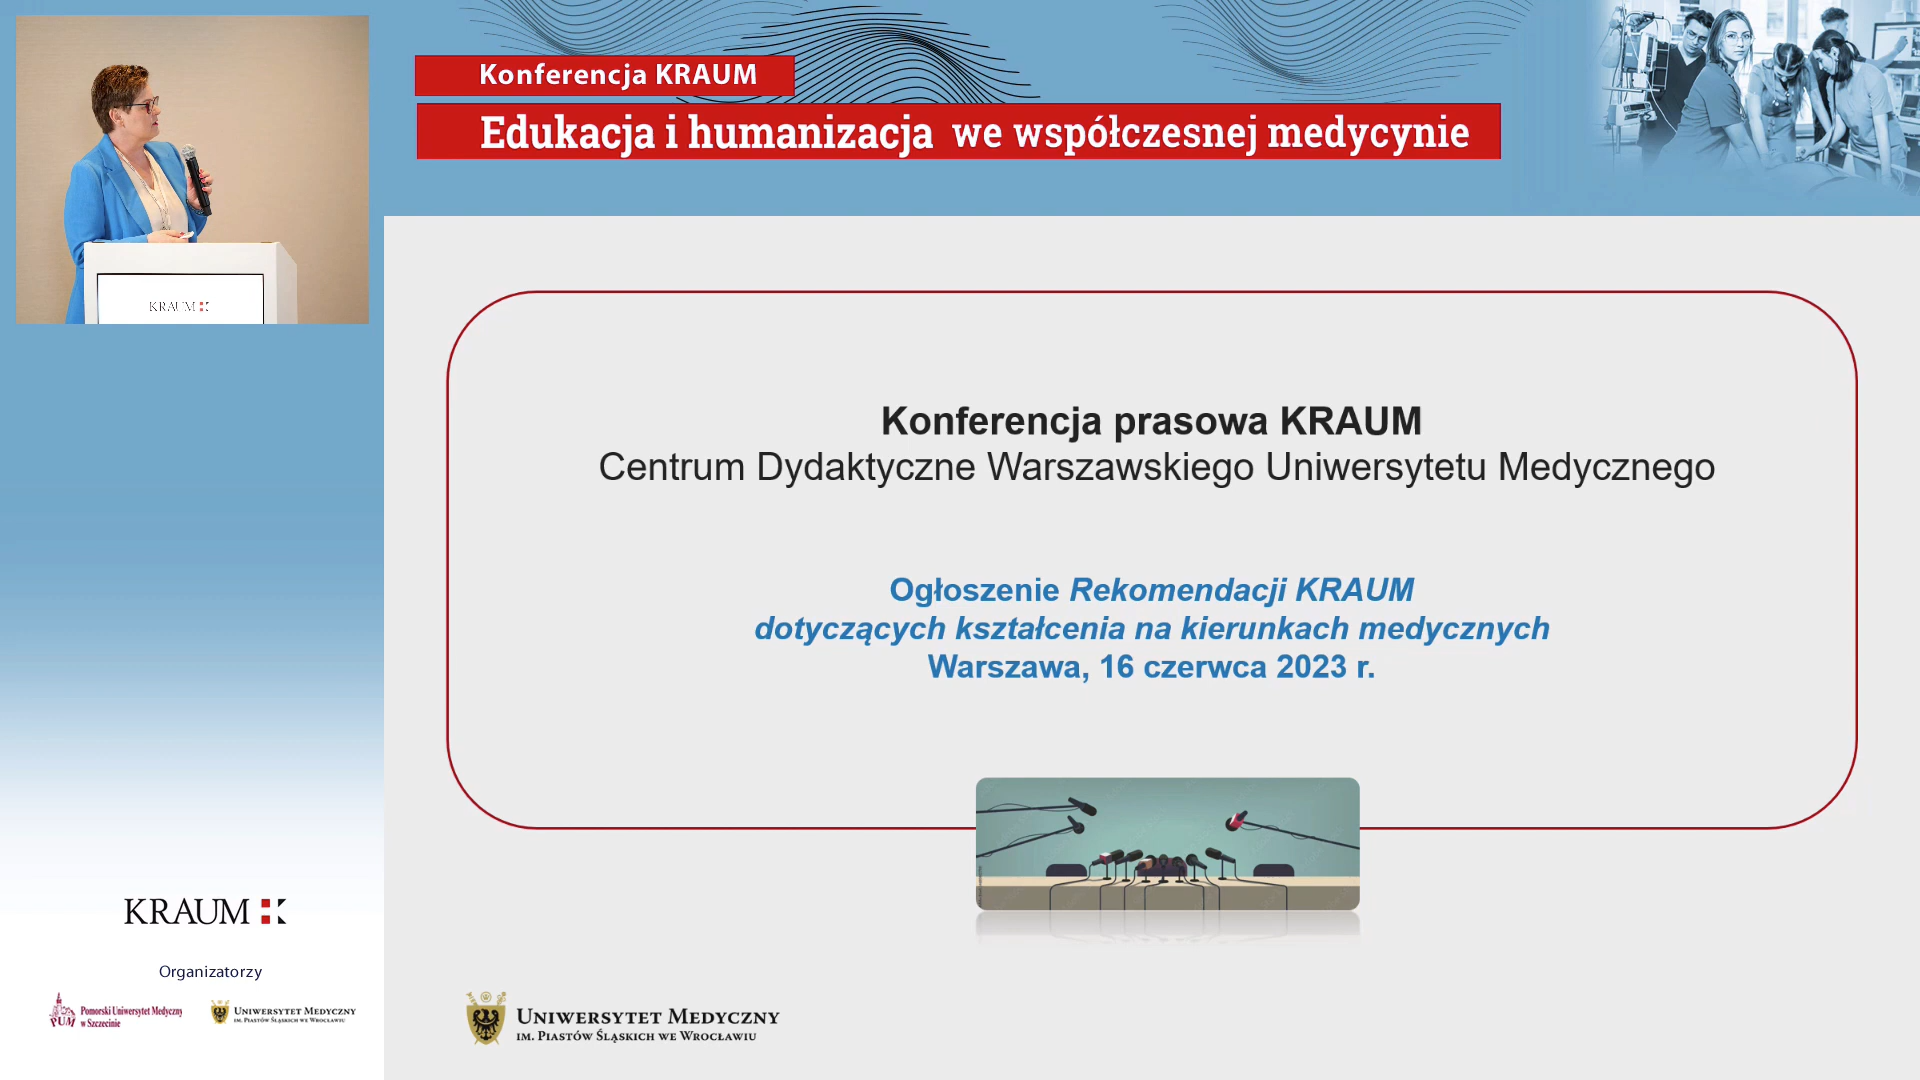 Konferencja KRAUM
Edukacja i humanizacja we współczesnej medycynie
KRAUM
Konferencja prasowa KRAUM
Centrum Dydaktyczne Warszawskiego Uniwersytetu Medycznego
Ogłoszenie Rekomendacji KRAUM
dotyczących kształcenia na kierunkach medycznych
Warszawa, 16 czerwca 2023 r.
KRAUM
Organizatorzy
PUM
Pomorski Uniwersytet Medyczny
w Szczecinie
Uniwersytet Medyczny
im. Piastów Śląskich we Wrocławiu
Uniwersytet Medyczny
im. Piastów Śląskich we Wrocławiu